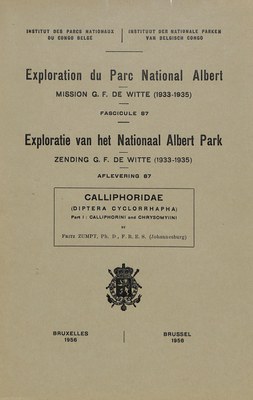 INSTITUT DES PARCS NATIONAUX
DU CONGO BELGE
INSTITUUT DER NATIONALE PARKEN
VAN BELGISCH CONGO
Exploration du Parc National Albert
MISSION G. F. DE WITTE (1933-1935)
FASCICULE 87
Exploratie van het Nationaal Albert Park
ZENDING G. F. DE WITTE (1933-1935)
AFLEVERING 87
CALLIPHORIDAE
(DIPTERA CYCLORRHAPHA)
Part I : CALLIPHORINI and CHRYSOMYIINI
BY
FRITZ ZUMPT, Ph. D., F. R. E. S. (Johannesburg)
BRUXELLES
1956
BRUSSEL
1956